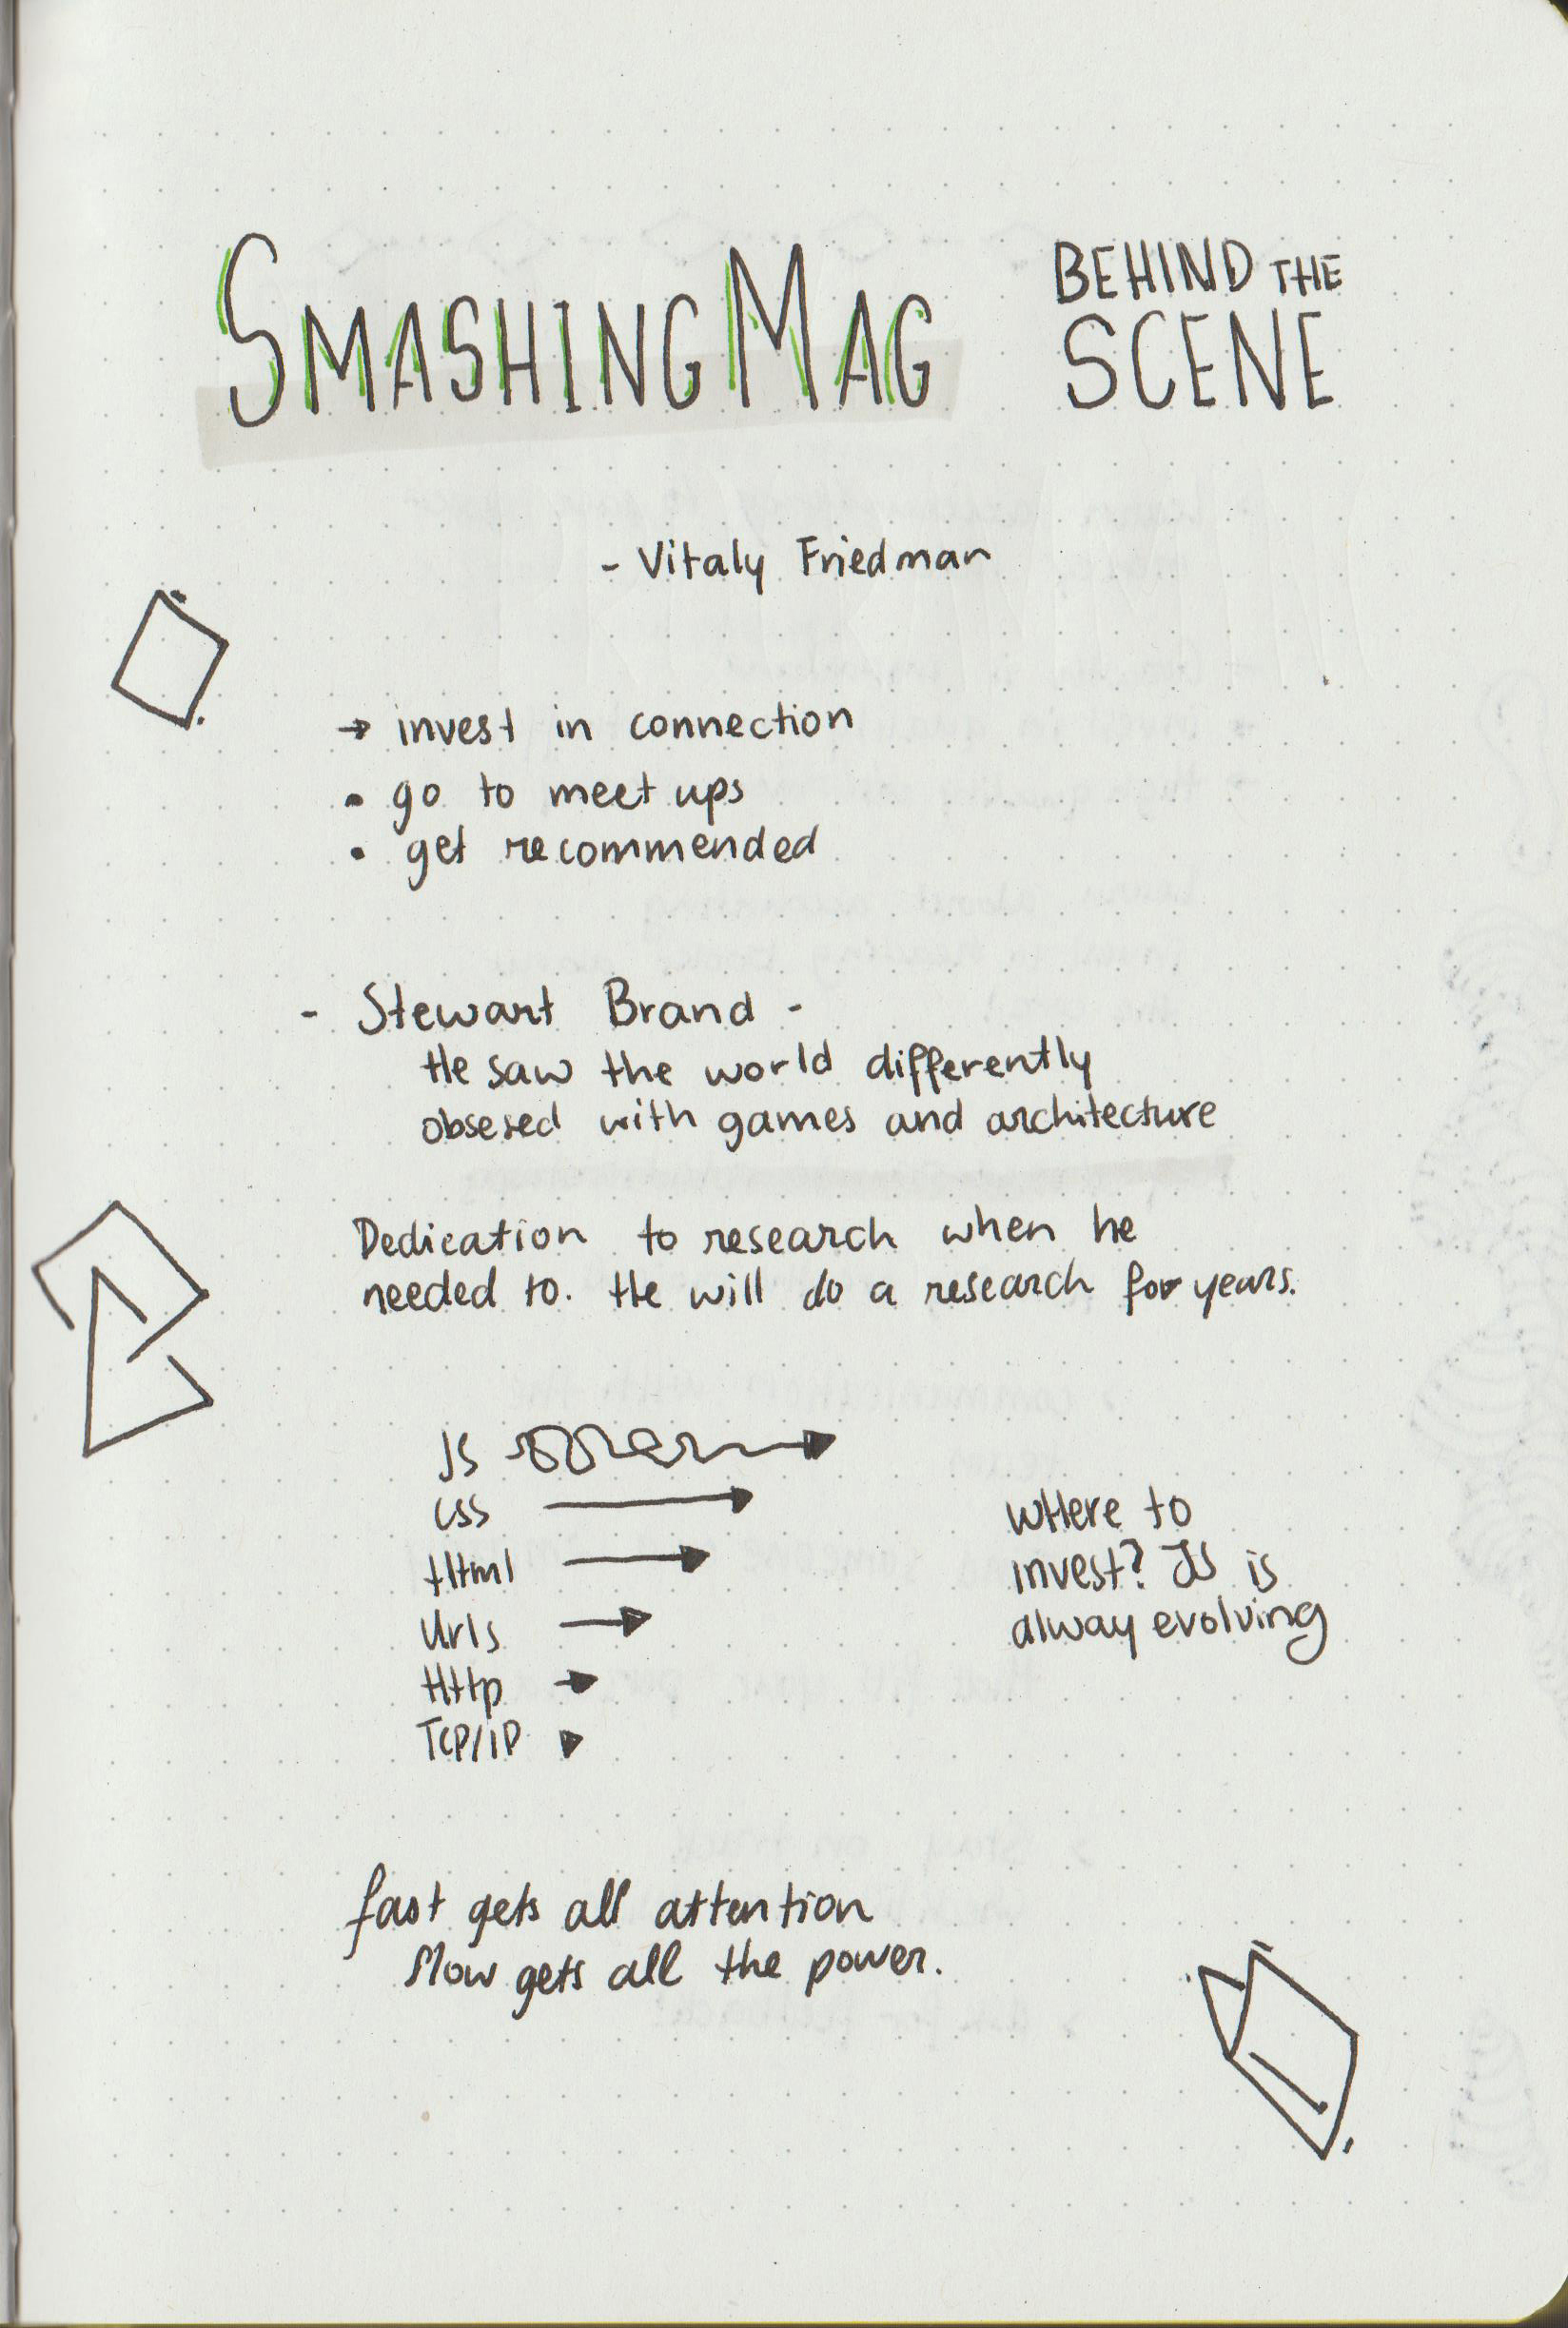 SMASHINGMAG
BEHIND THE
SCENE
- Vitaly Friedman
→ invest in connection
• go to meet ups
• get recommended
- Stewart Brand -
He saw the world differently
obsesed with games and architecture
Dedication to research when he
needed to. He will do a research for years.
JS
CSS
Html
Urls
Http
TCP/IP
wHere to
invest? JS is
alway evolving
fast gets all attention
slow gets all the power.